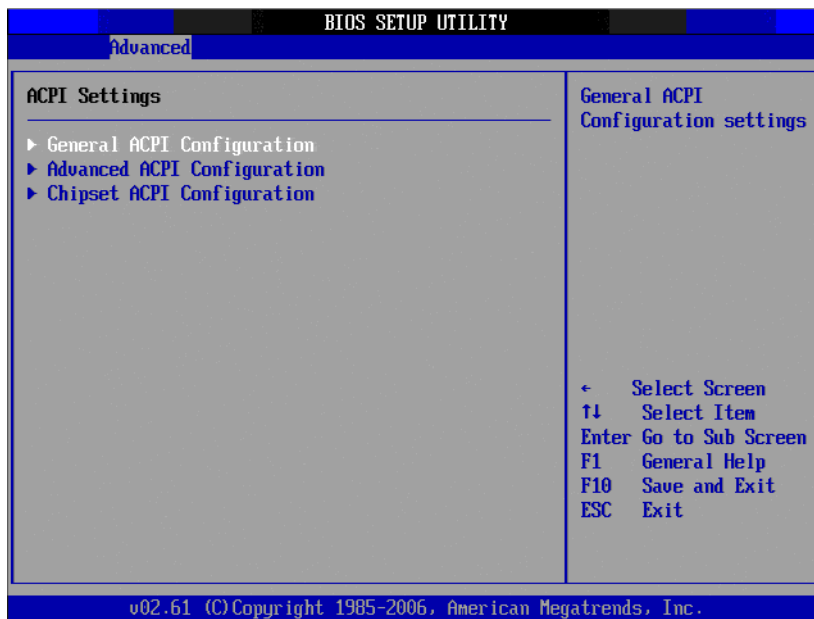 BIOS SETUP UTILITY
Advanced
ACPI Settings
▶ General ACPI Configuration
▶ Advanced ACPI Configuration
▶ Chipset ACPI Configuration
General ACPI
Configuration settings
← Select Screen
↑↓ Select Item
Enter Go to Sub Screen
F1 General Help
F10 Save and Exit
ESC Exit
v02.61 (C)Copyright 1985-2006, American Megatrends, Inc.